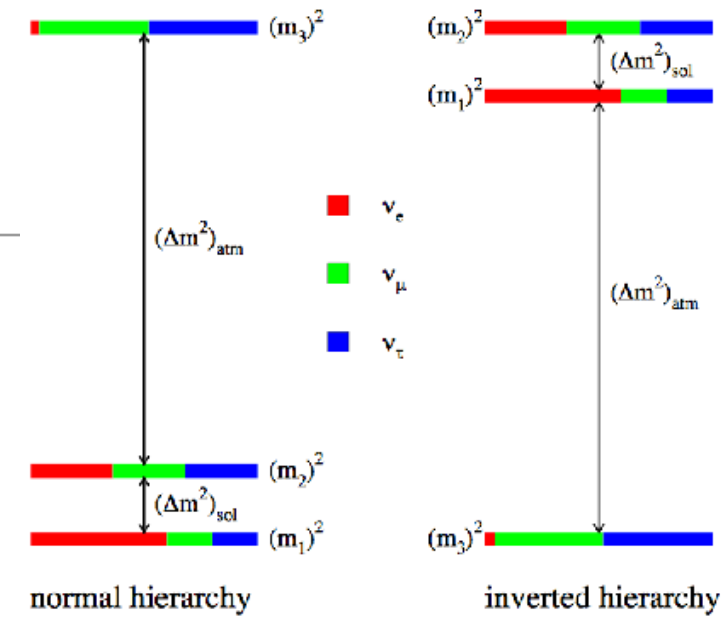 (m₃)²
(Δm²)atm
(m₂)²
(Δm²)sol
(m₁)²
normal hierarchy
νe
νμ
ντ
(m₂)²
(Δm²)sol
(m₁)²
(Δm²)atm
(m₃)²
inverted hierarchy